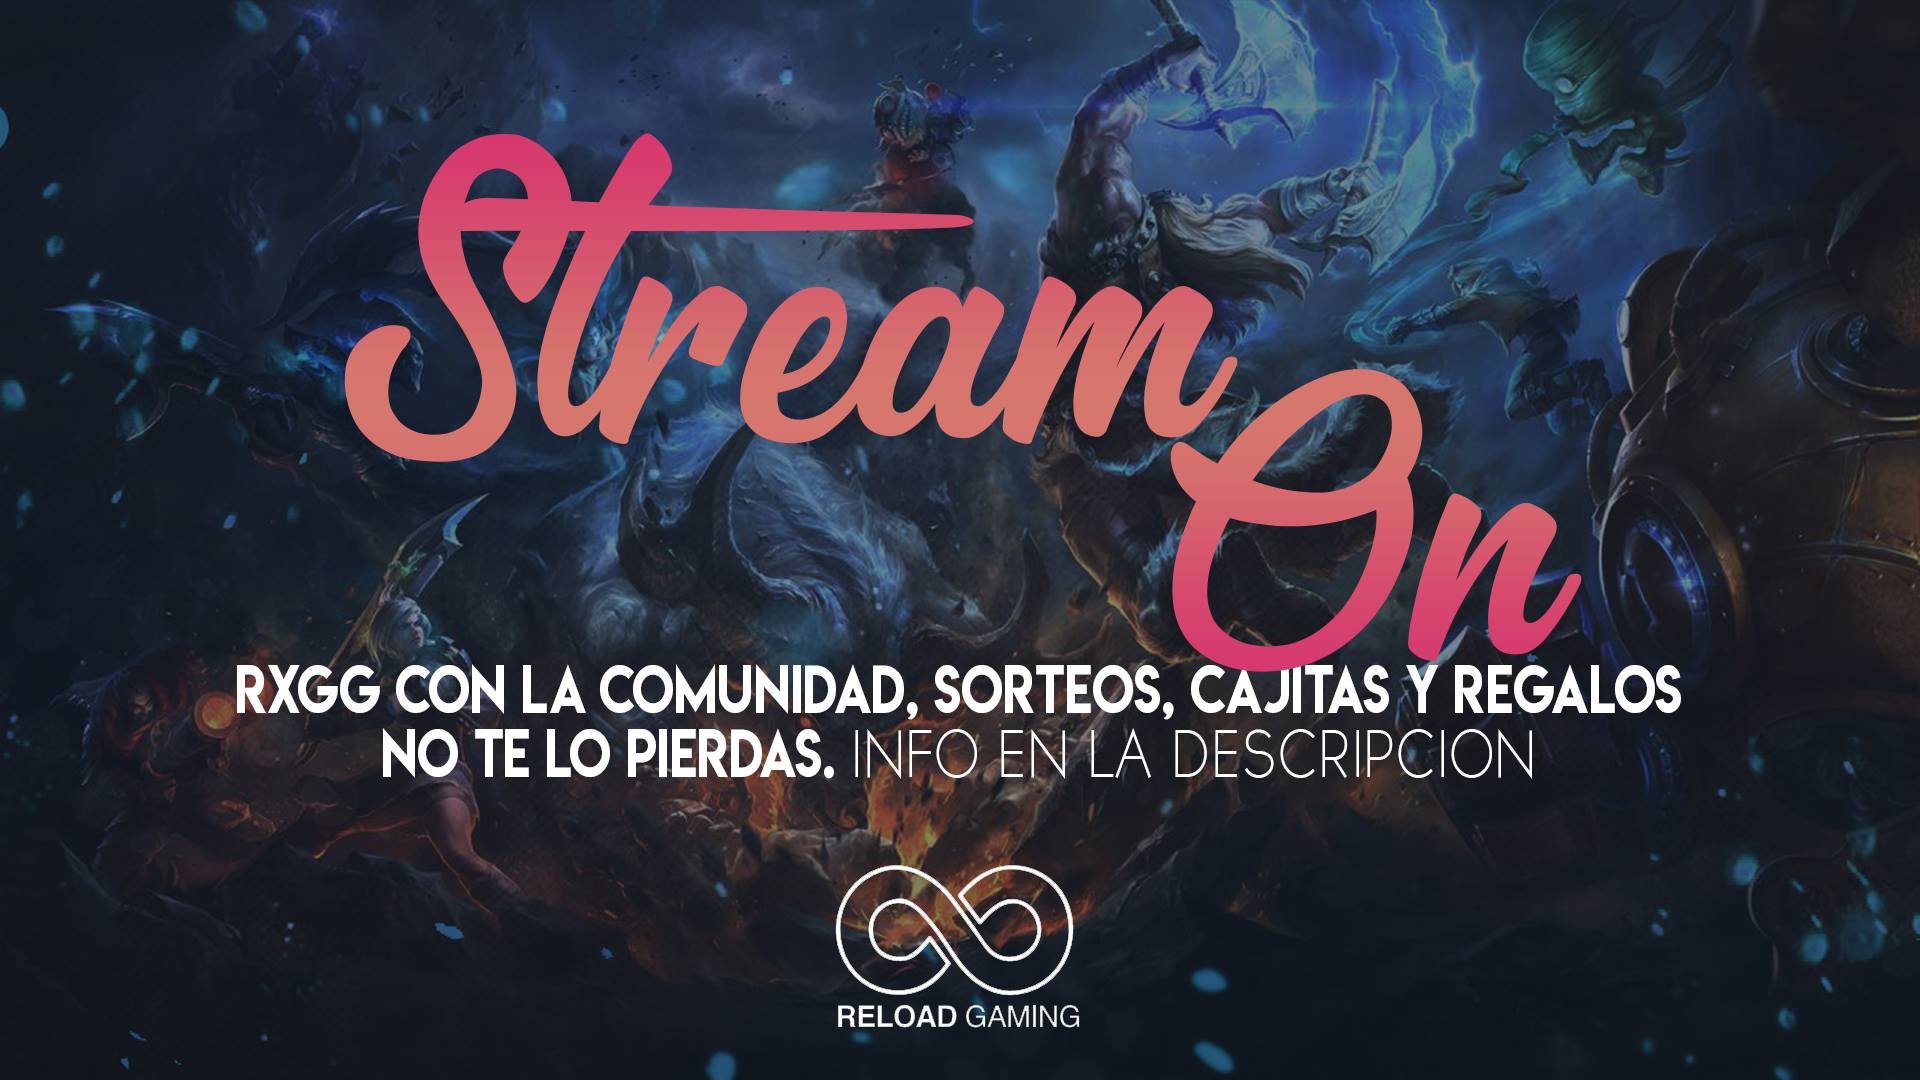 Stream
On
RXGG CON LA COMUNIDAD, SORTEOS, CAJITAS Y REGALOS
NO TE LO PIERDAS. INFO EN LA DESCRIPCION
RELOAD GAMING